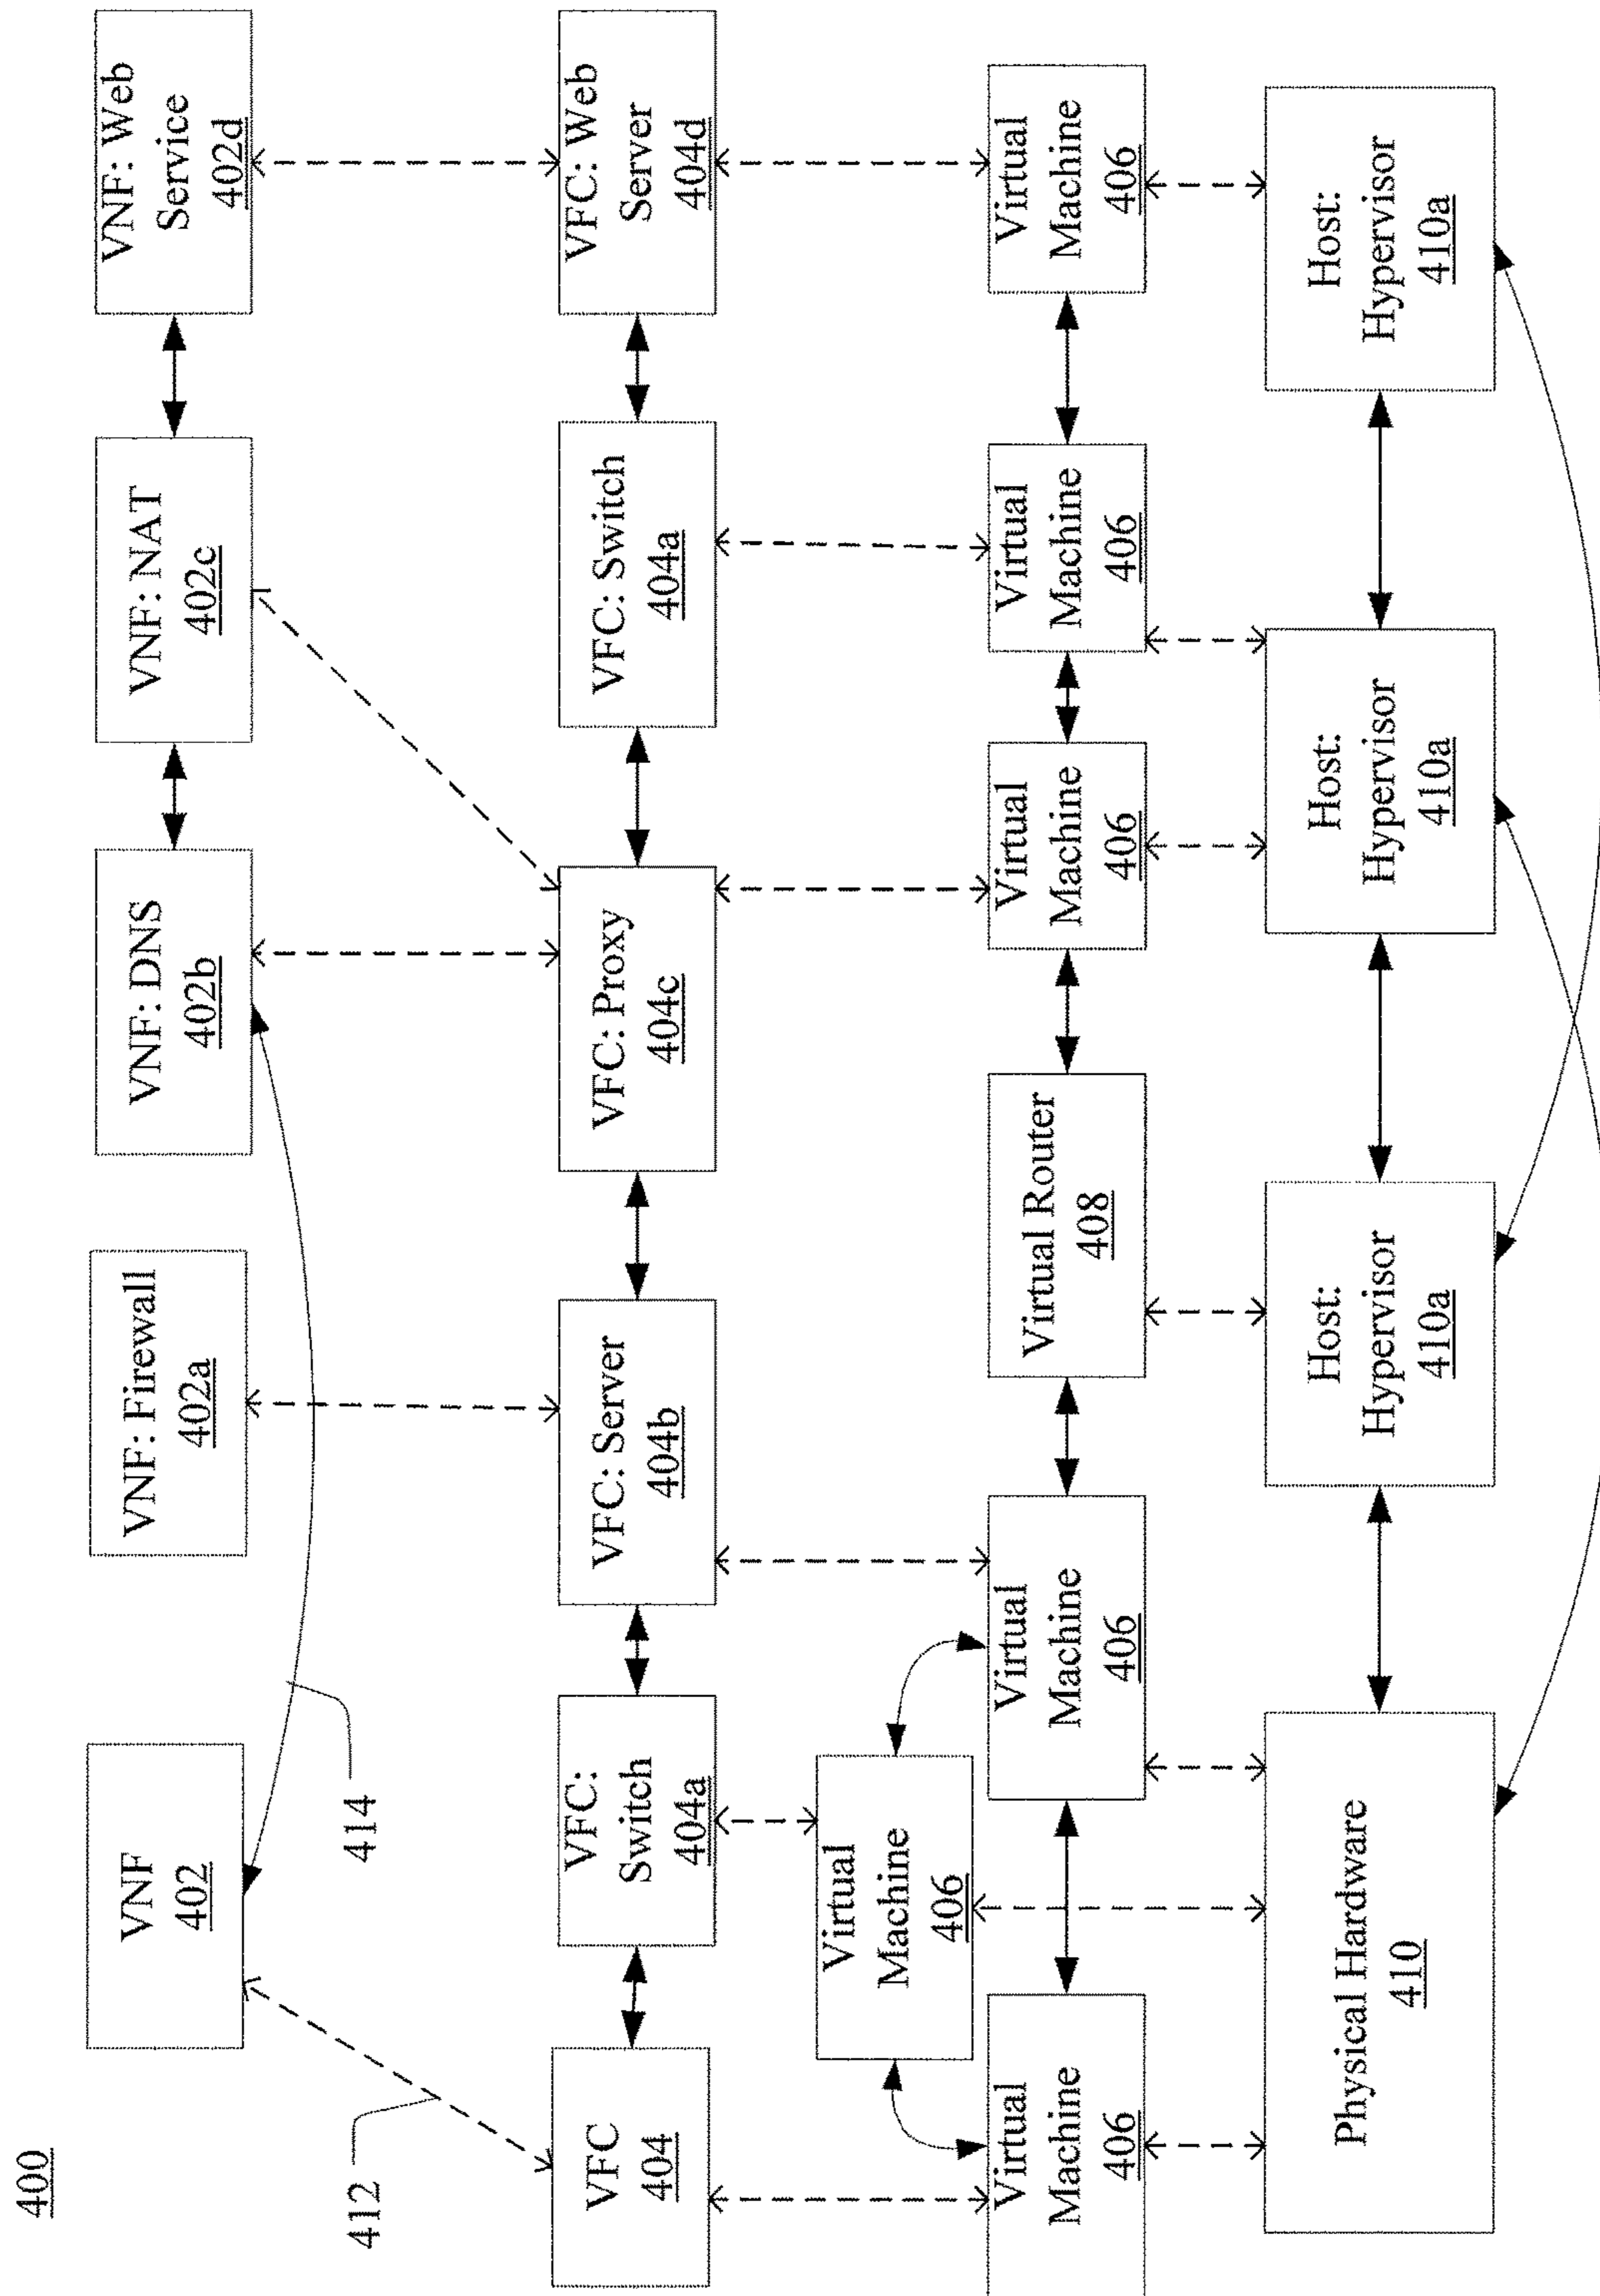 400
VNF
402
VNF: Firewall
402a
VNF: DNS
402b
VNF: NAT
402c
VNF: Web
Service
402d
412
414
VFC
404
VFC:
Switch
404a
VFC: Server
404b
VFC: Proxy
404c
VFC: Switch
404a
VFC: Web
Server
404d
Virtual
Machine
406
Virtual
Machine
406
Virtual
Machine
406
Virtual Router
408
Virtual
Machine
406
Virtual
Machine
406
Virtual
Machine
406
Physical Hardware
410
Host:
Hypervisor
410a
Host:
Hypervisor
410a
Host:
Hypervisor
410a